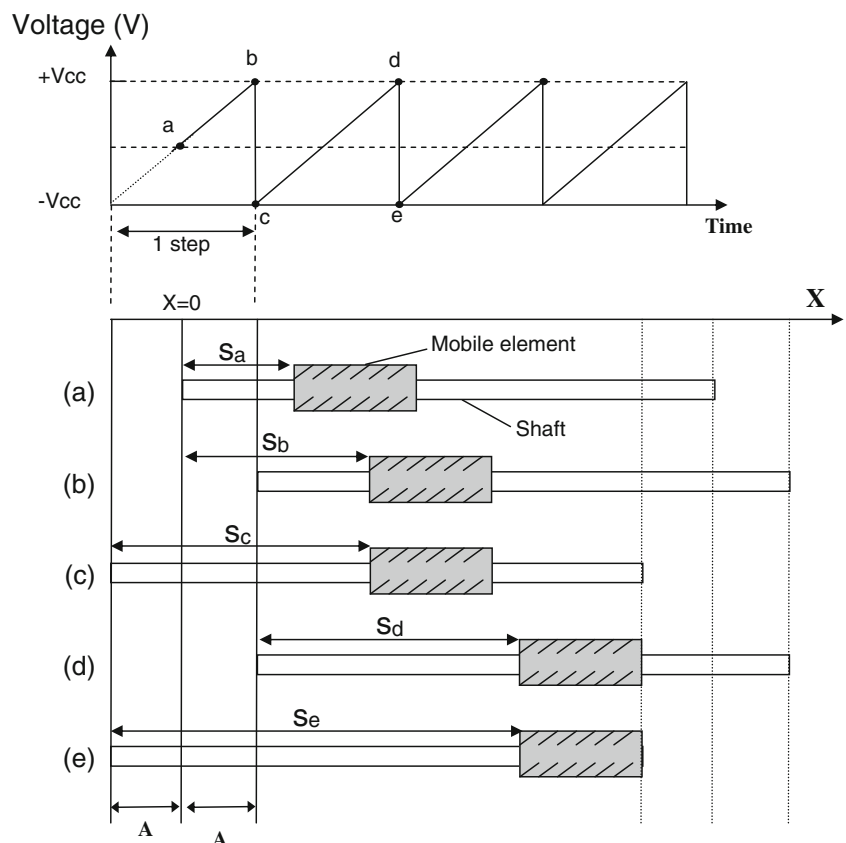 Voltage (V)
+Vcc
b
d
a
-Vcc
c
e
Time
1 step
X=0
X
Sa
Mobile element
(a)
Shaft
Sb
(b)
Sc
(c)
Sd
(d)
Se
(e)
A
A